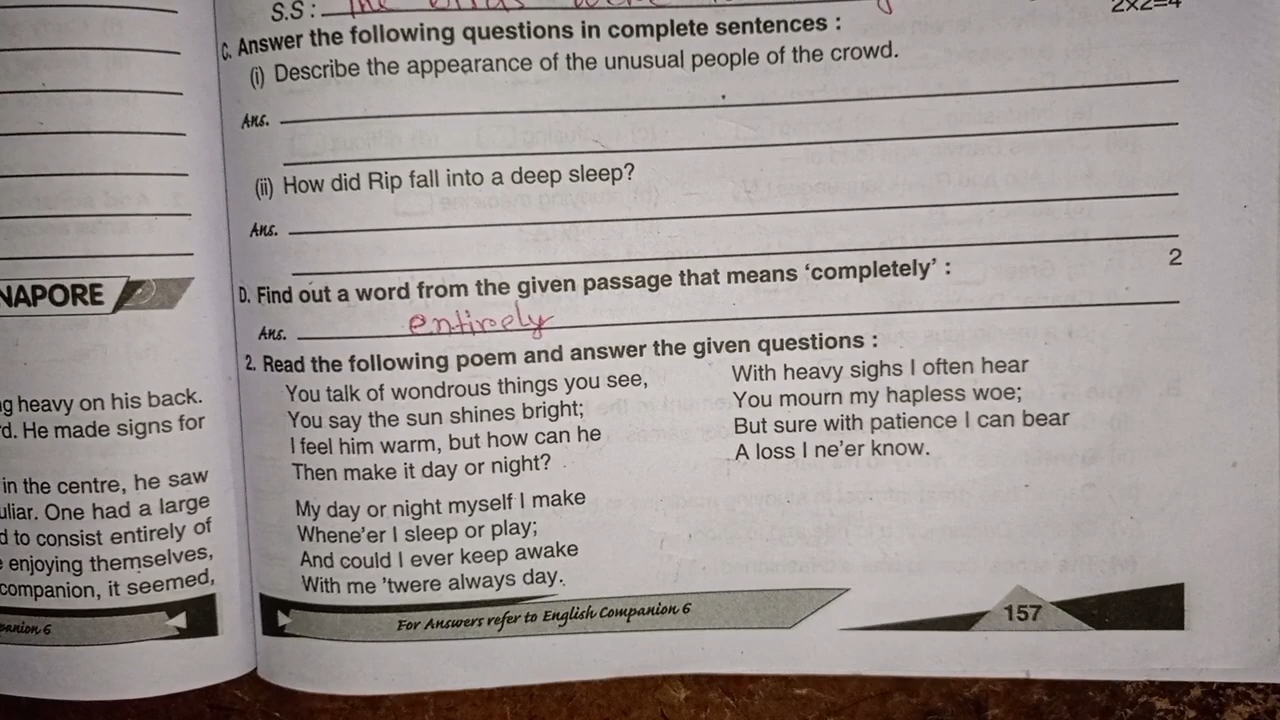 NAPORE
g heavy on his back.
d. He made signs for
in the centre, he saw
uliar. One had a large
d to consist entirely of
enjoying themselves,
companion, it seemed,
panion 6
S.S : The birds were
2×2=4
C. Answer the following questions in complete sentences :
(i) Describe the appearance of the unusual people of the crowd.
Ans.
(ii) How did Rip fall into a deep sleep?
Ans.
D. Find out a word from the given passage that means ‘completely’ :
2
Ans. entirely
2. Read the following poem and answer the given questions :
You talk of wondrous things you see,
You say the sun shines bright;
I feel him warm, but how can he
Then make it day or night?
My day or night myself I make
Whene’er I sleep or play;
And could I ever keep awake
With me ’twere always day.
With heavy sighs I often hear
You mourn my hapless woe;
But sure with patience I can bear
A loss I ne’er know.
For Answers refer to English Companion 6
157